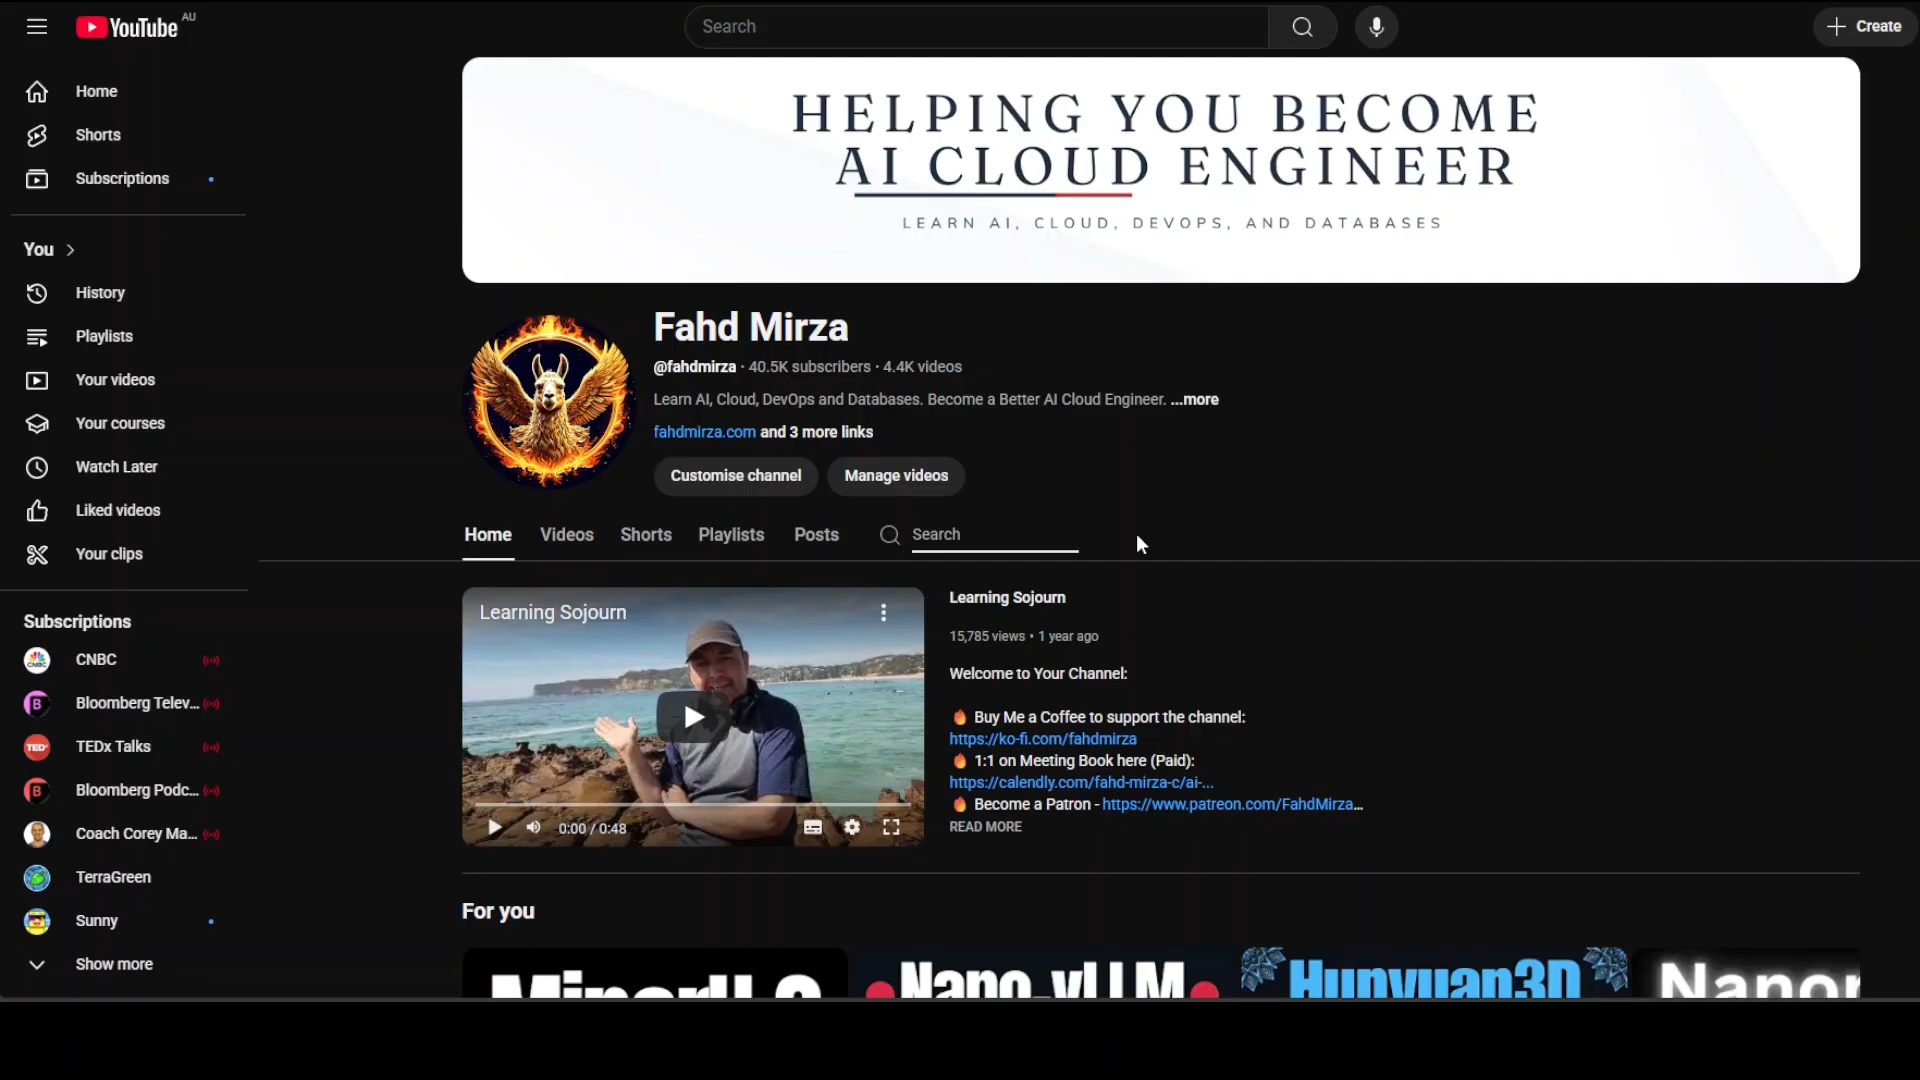 YouTube AU
Search
Create
Home
Shorts
Subscriptions
You
History
Playlists
Your videos
Your courses
Watch Later
Liked videos
Your clips
Subscriptions
CNBC
Bloomberg Telev...
TEDx Talks
Bloomberg Podc...
Coach Corey Ma...
TerraGreen
Sunny
Show more
HELPING YOU BECOME
AI CLOUD ENGINEER
LEARN AI, CLOUD, DEVOPS, AND DATABASES
Fahd Mirza
@fahdmirza · 40.5K subscribers · 4.4K videos
Learn AI, Cloud, DevOps and Databases. Become a Better AI Cloud Engineer. ...more
fahdmirza.com and 3 more links
Customise channel Manage videos
Home Videos Shorts Playlists Posts Search
Learning Sojourn
0:00 / 0:48
Learning Sojourn
15,785 views • 1 year ago
Welcome to Your Channel:
🔥 Buy Me a Coffee to support the channel:
https://ko-fi.com/fahdmirza
🔥 1:1 on Meeting Book here (Paid):
https://calendly.com/fahd-mirza-c/ai-...
🔥 Become a Patron - https://www.patreon.com/FahdMirza...
READ MORE
For you
Nano-vLLM
Hunyuan3D